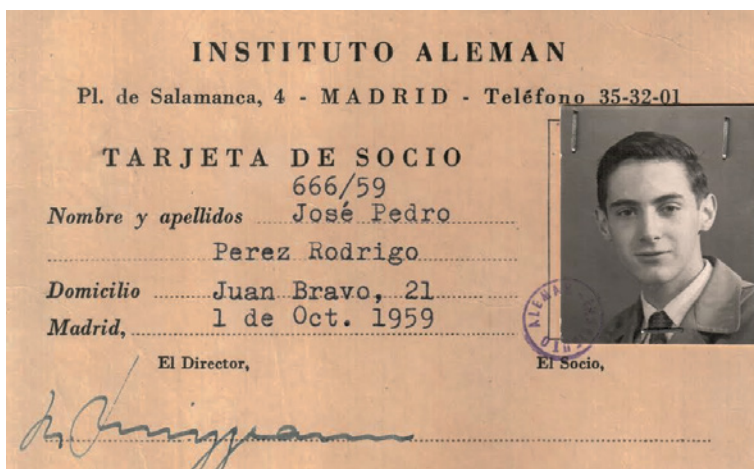 INSTITUTO ALEMAN
Pl. de Salamanca, 4 - MADRID - Teléfono 35-32-01
TARJETA DE SOCIO
666/59
Nombre y apellidos José Pedro
Perez Rodrigo
Domicilio Juan Bravo, 21
Madrid, 1 de Oct. 1959
ALEMAN
El Director,
El Socio,